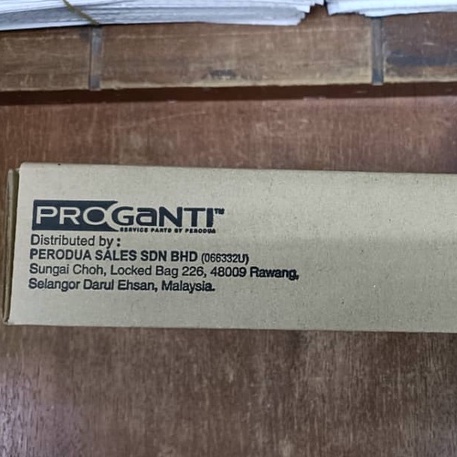 PROGANTI™
SERVICE PARTS BY PERODUA
Distributed by :
PERODUA SALES SDN BHD (066332U)
Sungai Choh, Locked Bag 226, 48009 Rawang,
Selangor Darul Ehsan, Malaysia.